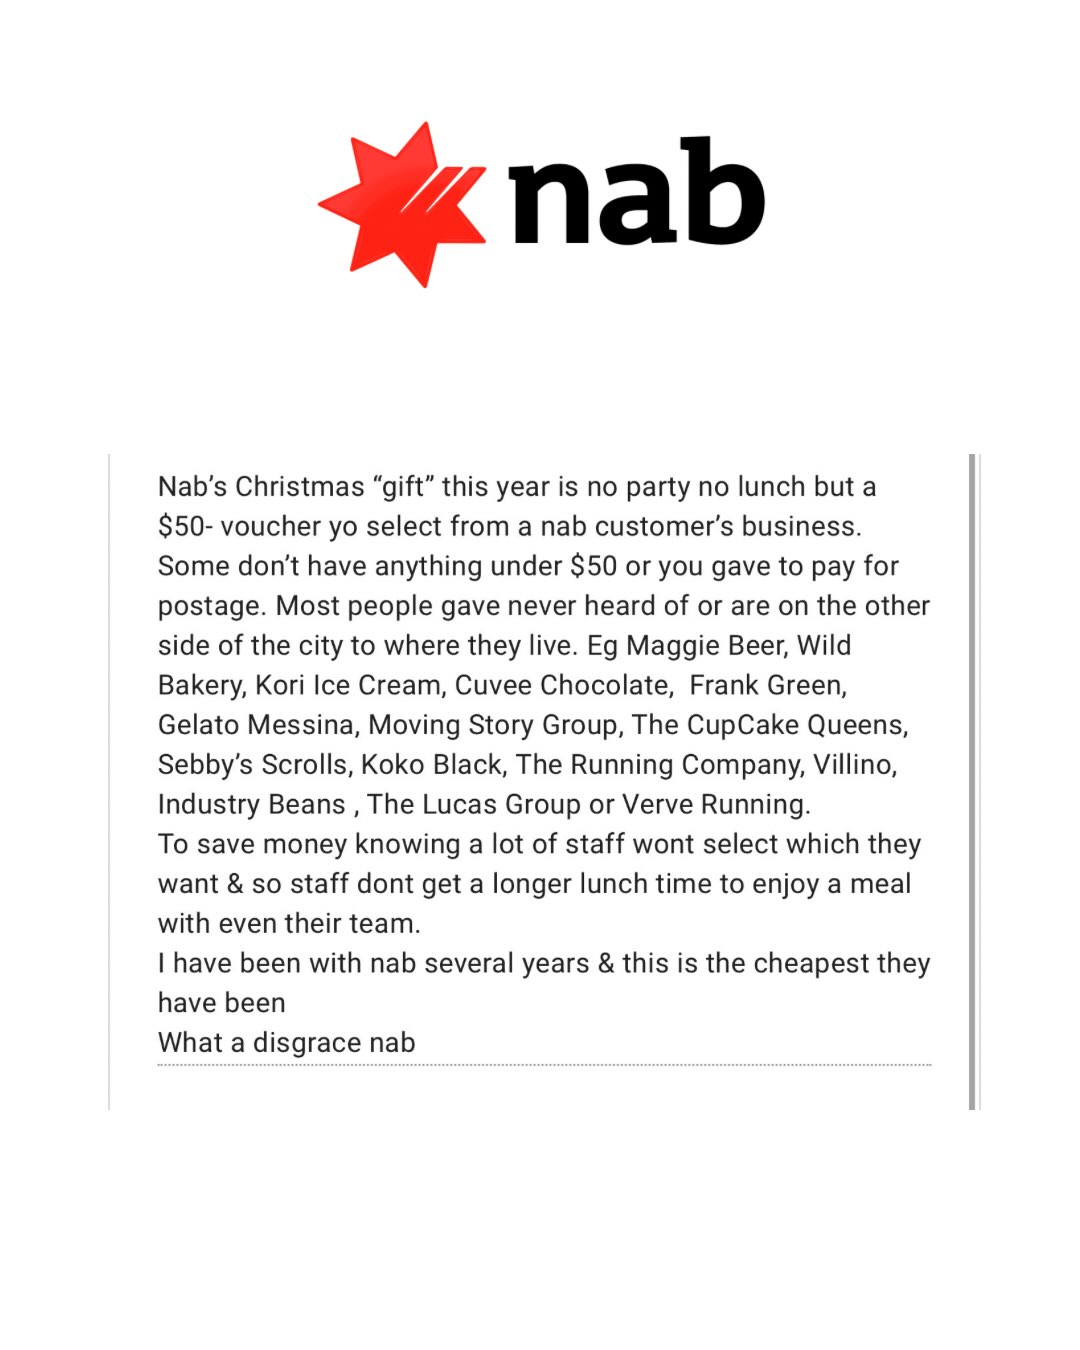 nab
Nab’s Christmas “gift” this year is no party no lunch but a
$50- voucher yo select from a nab customer’s business.
Some don’t have anything under $50 or you gave to pay for
postage. Most people gave never heard of or are on the other
side of the city to where they live. Eg Maggie Beer, Wild
Bakery, Kori Ice Cream, Cuvee Chocolate,  Frank Green,
Gelato Messina, Moving Story Group, The CupCake Queens,
Sebby’s Scrolls, Koko Black, The Running Company, Villino,
Industry Beans , The Lucas Group or Verve Running.
To save money knowing a lot of staff wont select which they
want & so staff dont get a longer lunch time to enjoy a meal
with even their team.
I have been with nab several years & this is the cheapest they
have been
What a disgrace nab